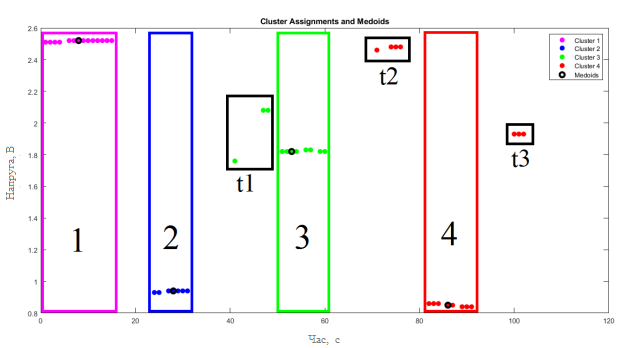 Cluster Assignments and Medoids
2.6
2.4
2.2
2
1.8
1.6
1.4
1.2
1
0.8
Напруга, В
0
20
40
60
80
100
120
Час, с
1
2
3
4
t1
t2
t3
Cluster 1
Cluster 2
Cluster 3
Cluster 4
Medoids